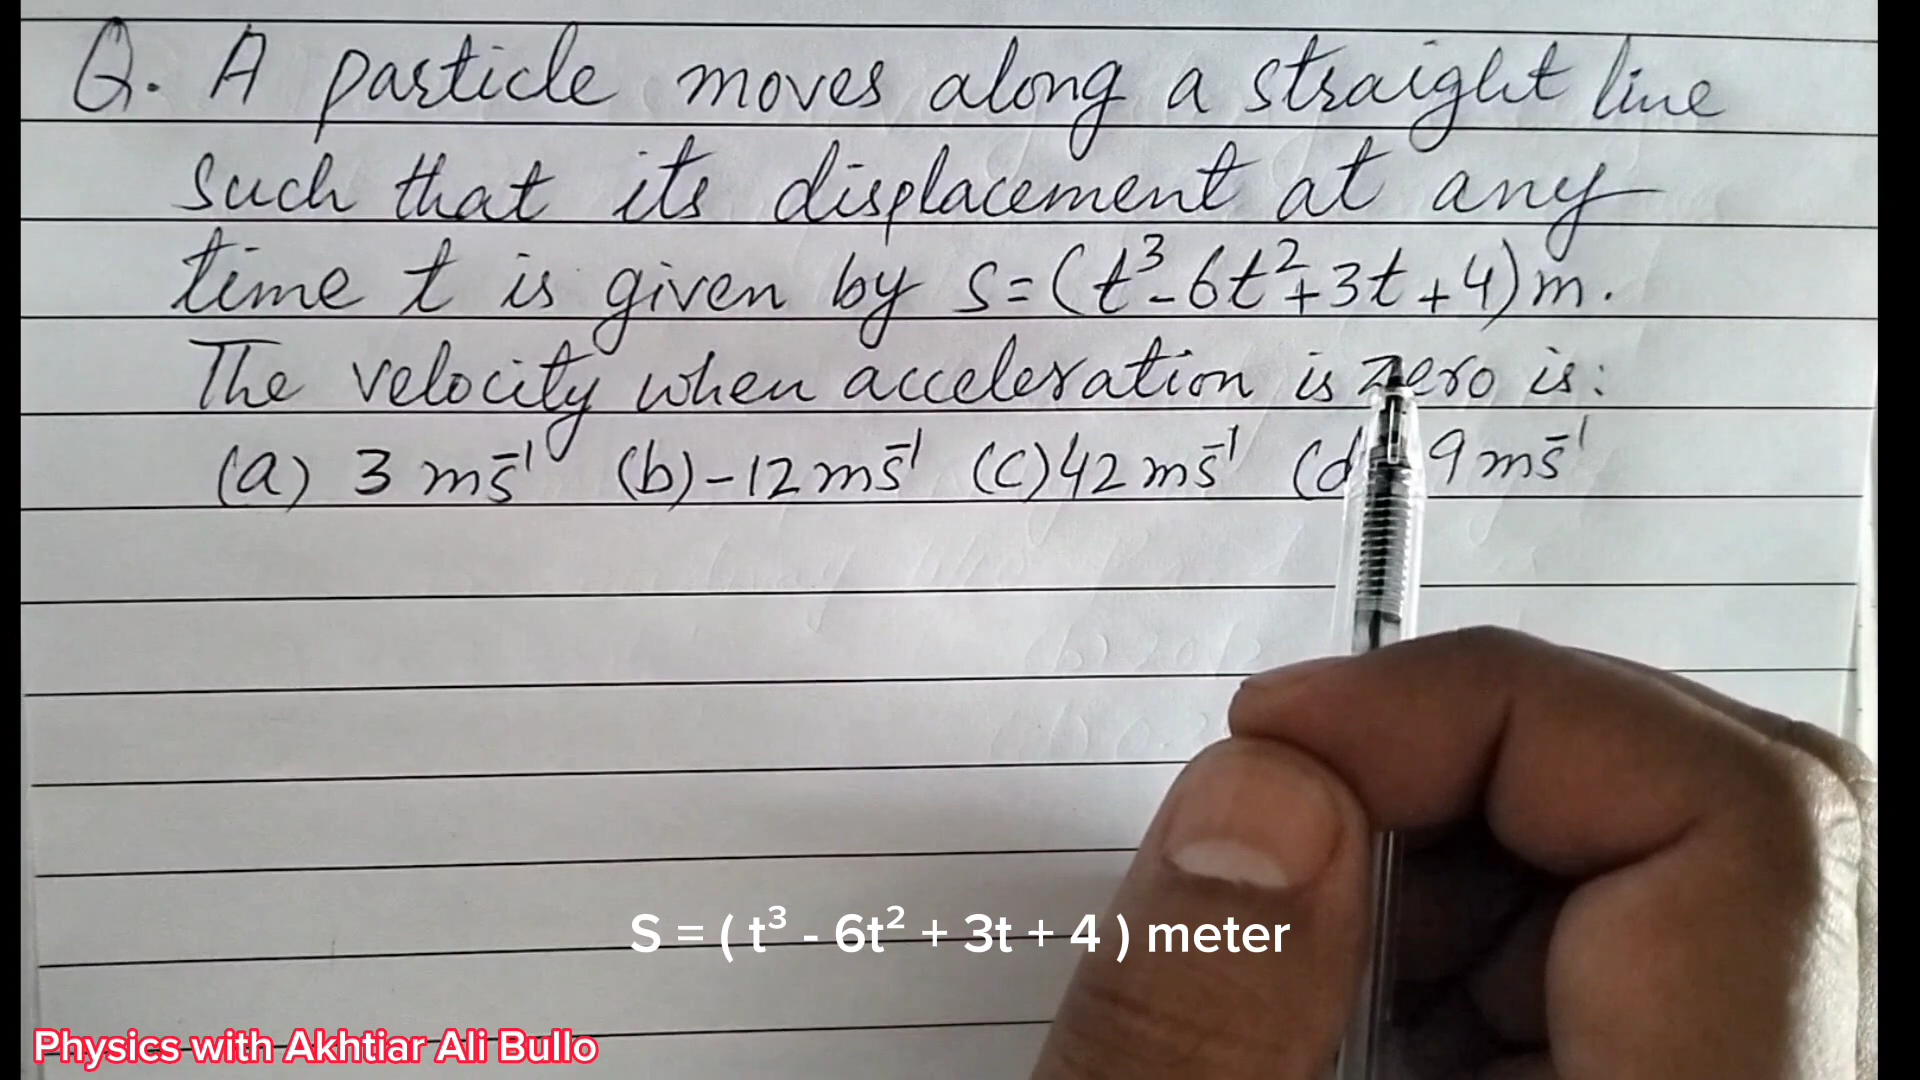 Q. A particle moves along a straight line
such that its displacement at any
time t is given by S=(t³-6t²+3t+4)m.
The velocity when acceleration is zero is:
(a) 3 ms⁻¹ (b) -12 ms⁻¹ (c) 42 ms⁻¹ (d 9 ms⁻¹
S = ( t³ - 6t² + 3t + 4 ) meter
Physics with Akhtiar Ali Bullo